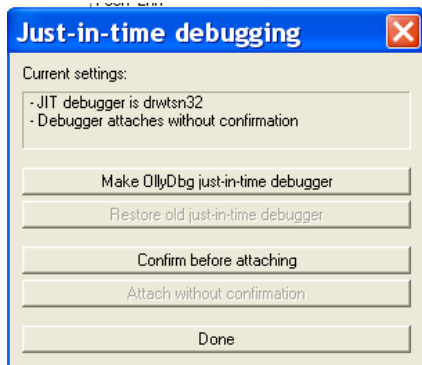 Just-in-time debugging
Current settings:
- JIT debugger is drwtsn32
- Debugger attaches without confirmation
Make OllyDbg just-in-time debugger
Restore old just-in-time debugger
Confirm before attaching
Attach without confirmation
Done